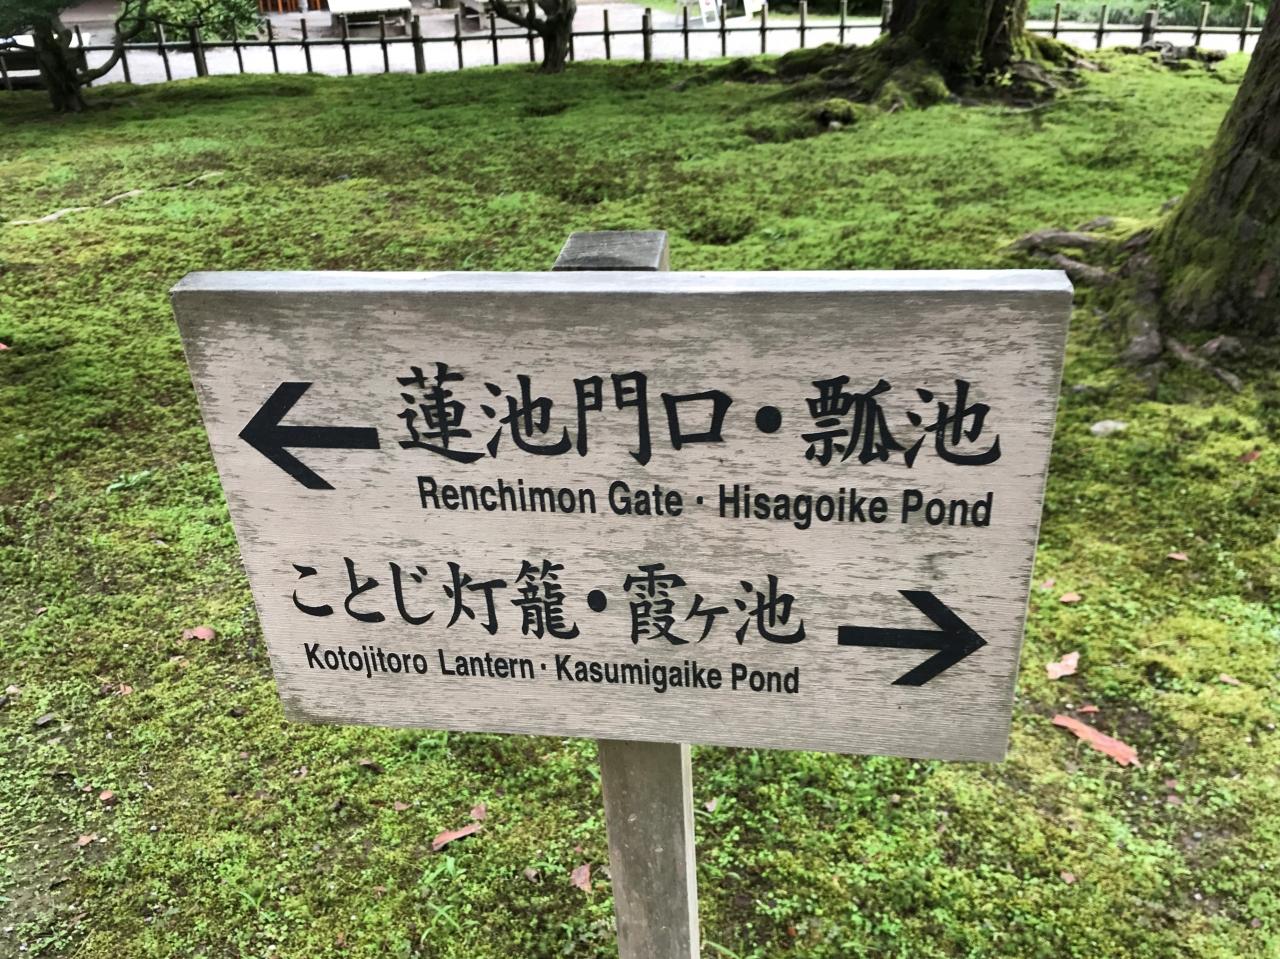 ← 蓮池門口・瓢池
Renchimon Gate・Hisagoike Pond
ことじ灯籠・霞ヶ池 →
Kotojitoro Lantern・Kasumigaike Pond